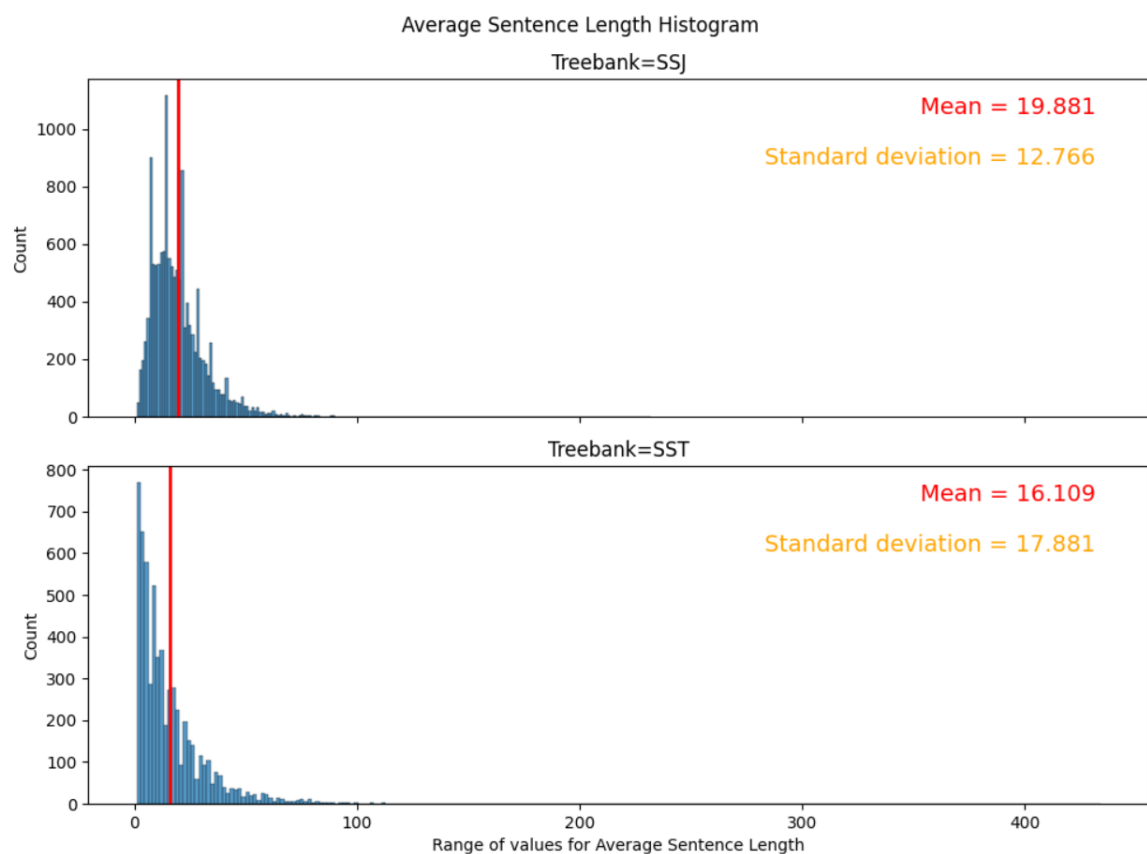 Average Sentence Length Histogram
Treebank=SSJ
Mean = 19.881
Standard deviation = 12.766
Count
1000
800
600
400
200
0
Treebank=SST
Mean = 16.109
Standard deviation = 17.881
Count
800
700
600
500
400
300
200
100
0
0 100 200 300 400
Range of values for Average Sentence Length